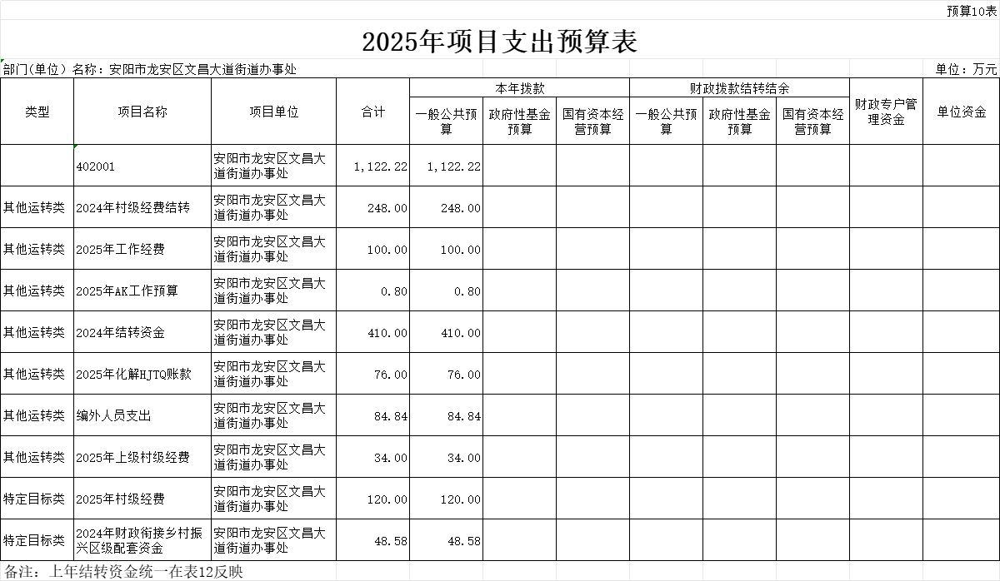 预算10表
2025年项目支出预算表
部门(单位）名称：安阳市龙安区文昌大道街道办事处 单位：万元
类型 项目名称 项目单位 合计 本年拨款 财政拨款结转结余 财政专户管理资金 单位资金
一般公共预算 政府性基金预算 国有资本经营预算 一般公共预算 政府性基金预算 国有资本经营预算
402001 安阳市龙安区文昌大道街道办事处 1,122.22 1,122.22
其他运转类 2024年村级经费结转 安阳市龙安区文昌大道街道办事处 248.00 248.00
其他运转类 2025年工作经费 安阳市龙安区文昌大道街道办事处 100.00 100.00
其他运转类 2025年AK工作预算 安阳市龙安区文昌大道街道办事处 0.80 0.80
其他运转类 2024年结转资金 安阳市龙安区文昌大道街道办事处 410.00 410.00
其他运转类 2025年化解HJTQ账款 安阳市龙安区文昌大道街道办事处 76.00 76.00
其他运转类 编外人员支出 安阳市龙安区文昌大道街道办事处 84.84 84.84
其他运转类 2025年上级村级经费 安阳市龙安区文昌大道街道办事处 34.00 34.00
特定目标类 2025年村级经费 安阳市龙安区文昌大道街道办事处 120.00 120.00
特定目标类 2024年财政衔接乡村振兴区级配套资金 安阳市龙安区文昌大道街道办事处 48.58 48.58
备注：上年结转资金统一在表12反映